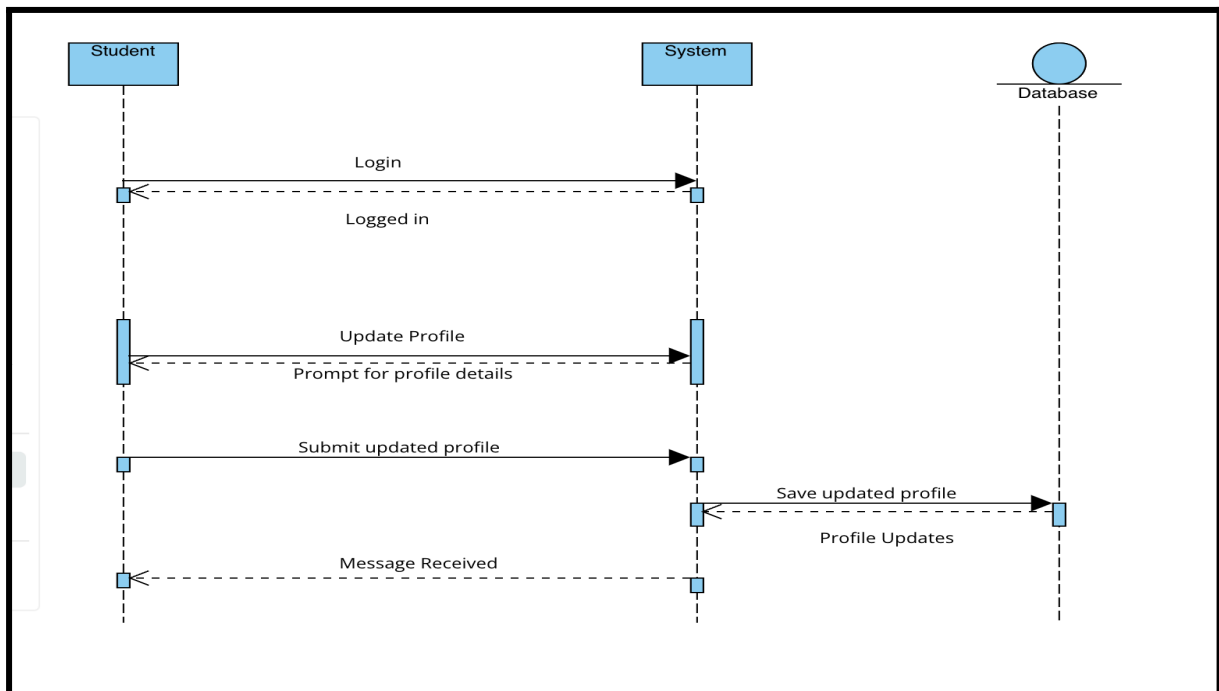 Student
System
Database
Login
Logged in
Update Profile
Prompt for profile details
Submit updated profile
Save updated profile
Profile Updates
Message Received